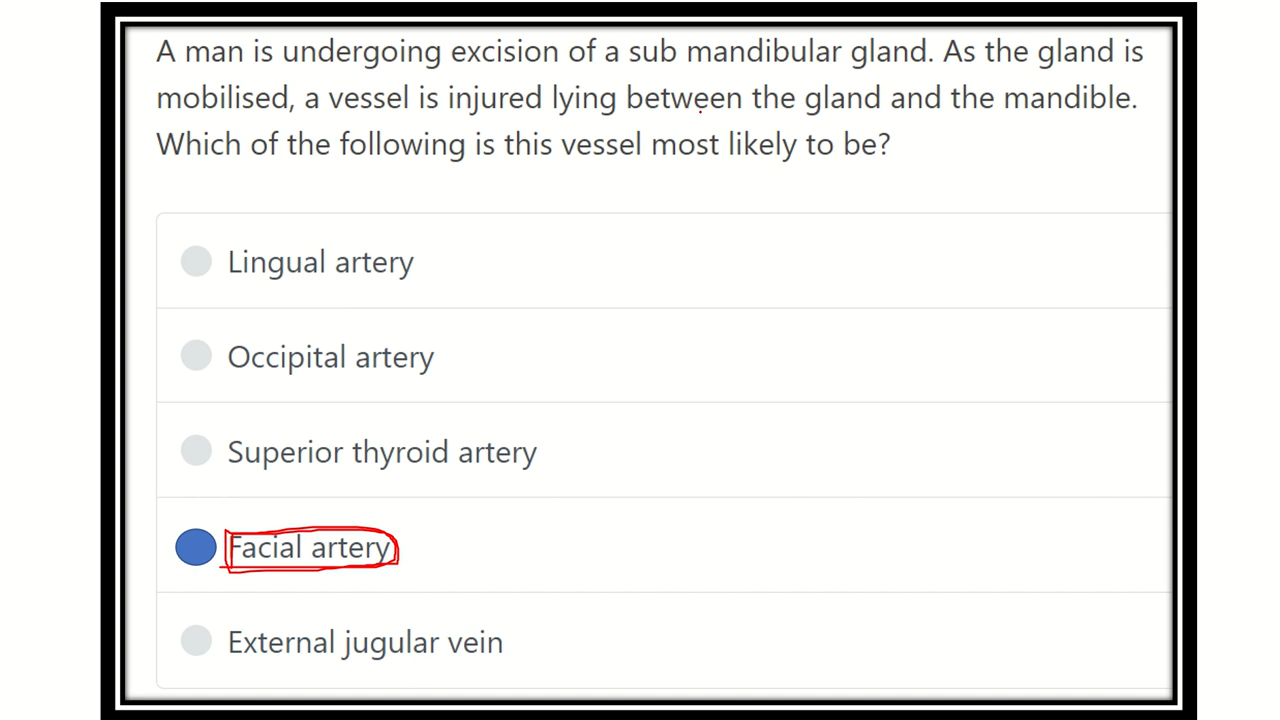 A man is undergoing excision of a sub mandibular gland. As the gland is
mobilised, a vessel is injured lying between the gland and the mandible.
Which of the following is this vessel most likely to be?
Lingual artery
Occipital artery
Superior thyroid artery
Facial artery
External jugular vein